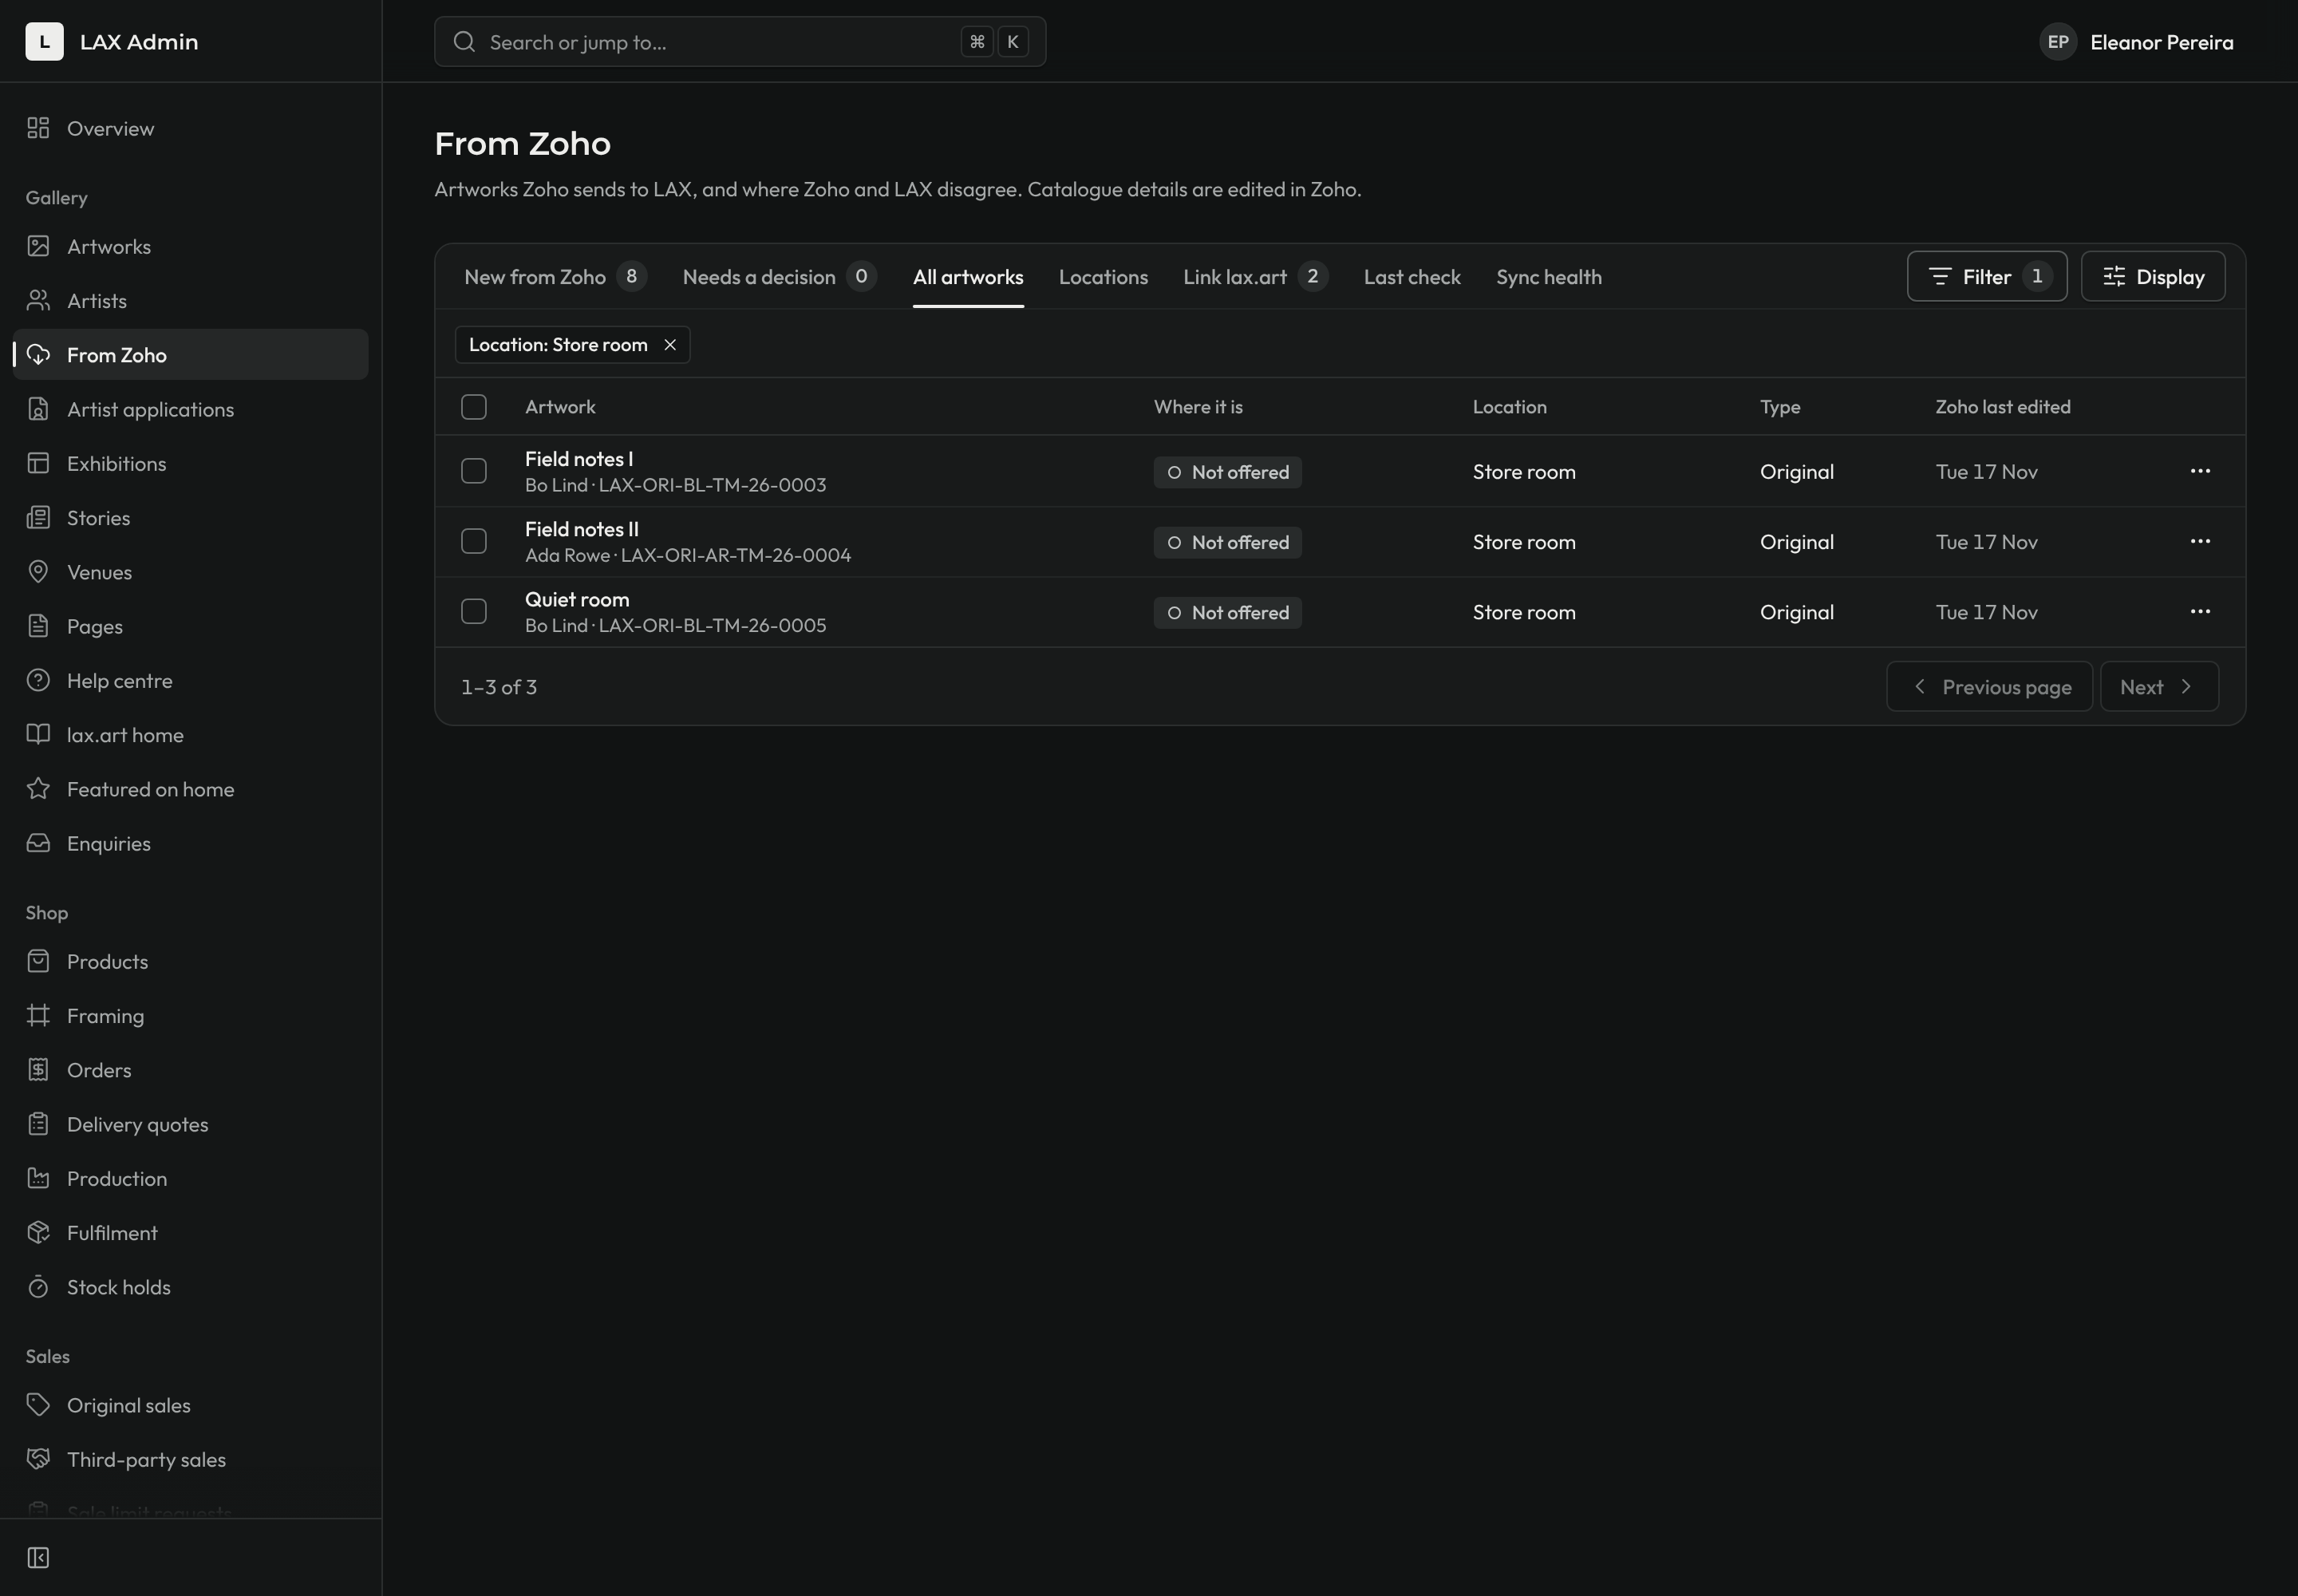 L LAX Admin
Search or jump to... ⌘ K
EP Eleanor Pereira
Overview
Gallery
Artworks
Artists
From Zoho
Artist applications
Exhibitions
Stories
Venues
Pages
Help centre
lax.art home
Featured on home
Enquiries
Shop
Products
Framing
Orders
Delivery quotes
Production
Fulfilment
Stock holds
Sales
Original sales
Third-party sales
Sale limit requests
From Zoho
Artworks Zoho sends to LAX, and where Zoho and LAX disagree. Catalogue details are edited in Zoho.
New from Zoho 8 Needs a decision 0 All artworks Locations Link lax.art 2 Last check Sync health Filter 1 Display
Location: Store room
Artwork Where it is Location Type Zoho last edited
Field notes I
Bo Lind · LAX-ORI-BL-TM-26-0003
Not offered Store room Original Tue 17 Nov
Field notes II
Ada Rowe · LAX-ORI-AR-TM-26-0004
Not offered Store room Original Tue 17 Nov
Quiet room
Bo Lind · LAX-ORI-BL-TM-26-0005
Not offered Store room Original Tue 17 Nov
1–3 of 3 Previous page Next